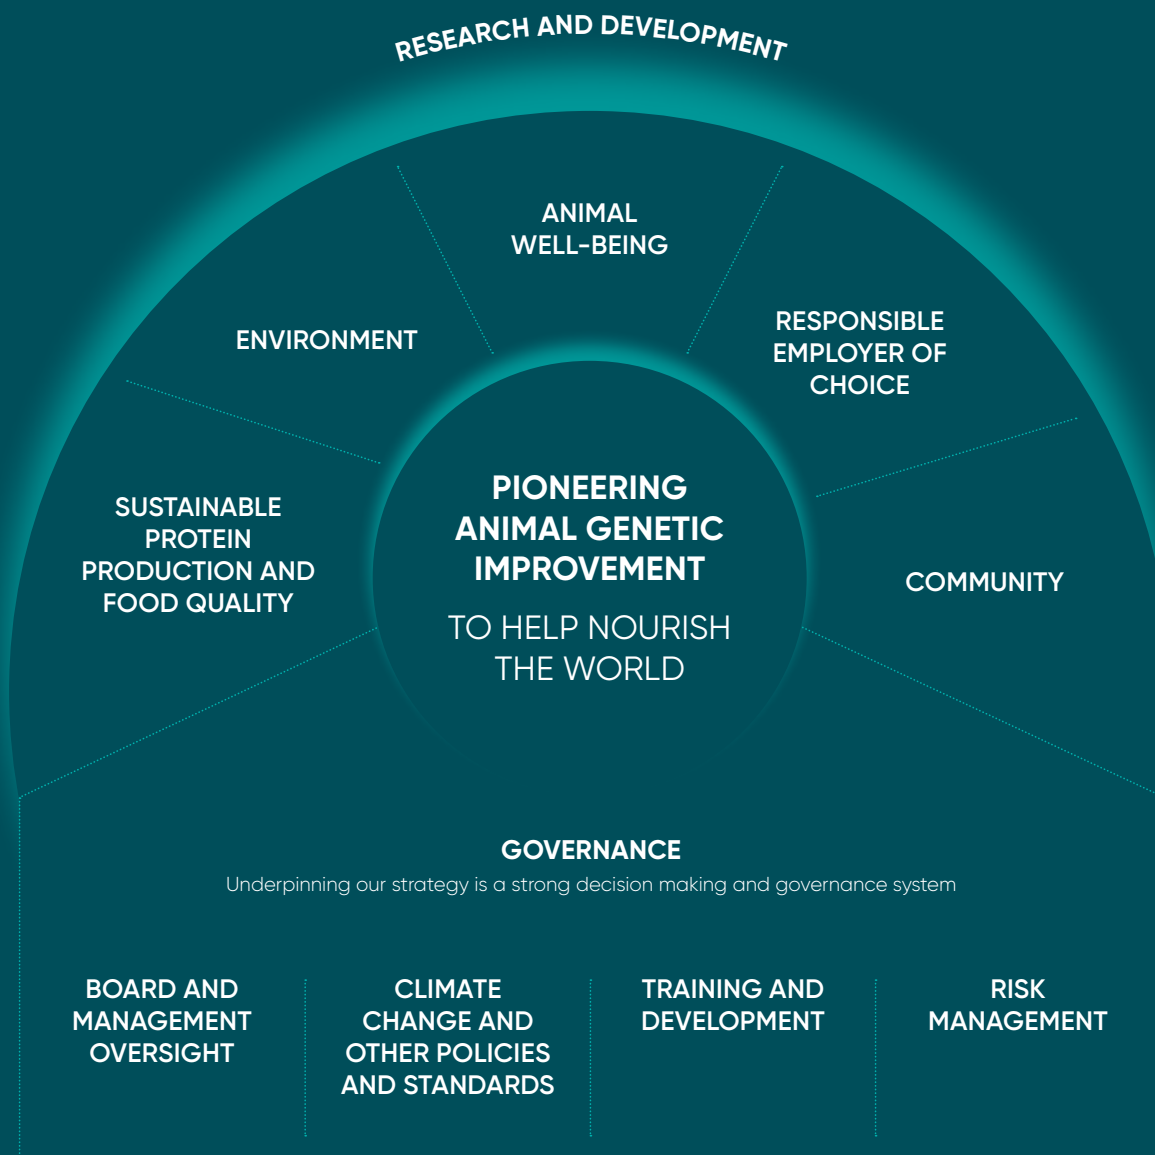 RESEARCH AND DEVELOPMENT
ANIMAL
WELL-BEING
ENVIRONMENT
RESPONSIBLE
EMPLOYER OF
CHOICE
SUSTAINABLE
PROTEIN
PRODUCTION AND
FOOD QUALITY
PIONEERING
ANIMAL GENETIC
IMPROVEMENT
TO HELP NOURISH
THE WORLD
COMMUNITY
GOVERNANCE
Underpinning our strategy is a strong decision making and governance system
BOARD AND
MANAGEMENT
OVERSIGHT
CLIMATE
CHANGE AND
OTHER POLICIES
AND STANDARDS
TRAINING AND
DEVELOPMENT
RISK
MANAGEMENT